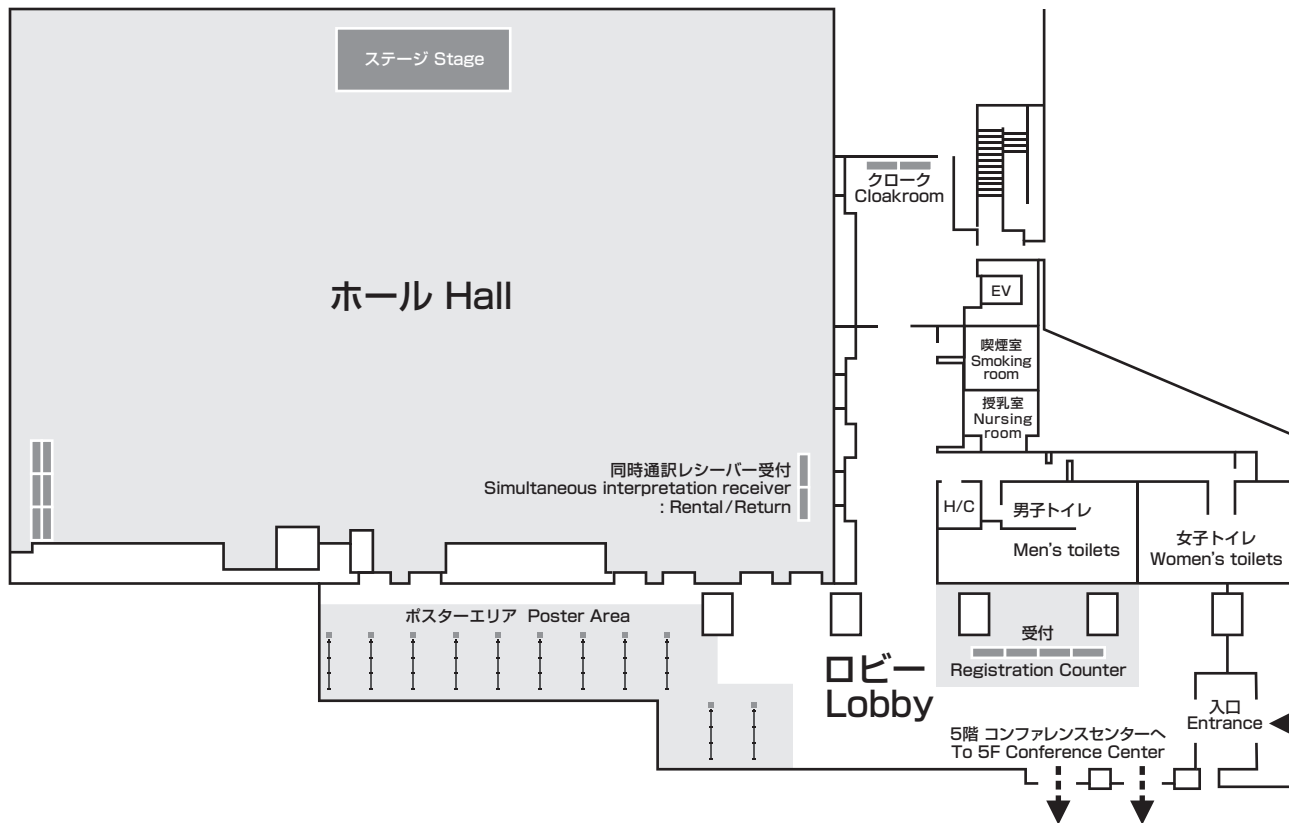 ステージ Stage
クローク
Cloakroom
ホール Hall
EV
喫煙室
Smoking
room
授乳室
Nursing
room
同時通訳レシーバー受付
Simultaneous interpretation receiver
: Rental/Return
H/C
男子トイレ
Men's toilets
女子トイレ
Women's toilets
ポスターエリア Poster Area
受付
Registration Counter
ロビー
Lobby
入口
Entrance
5階 コンファレンスセンターへ
To 5F Conference Center